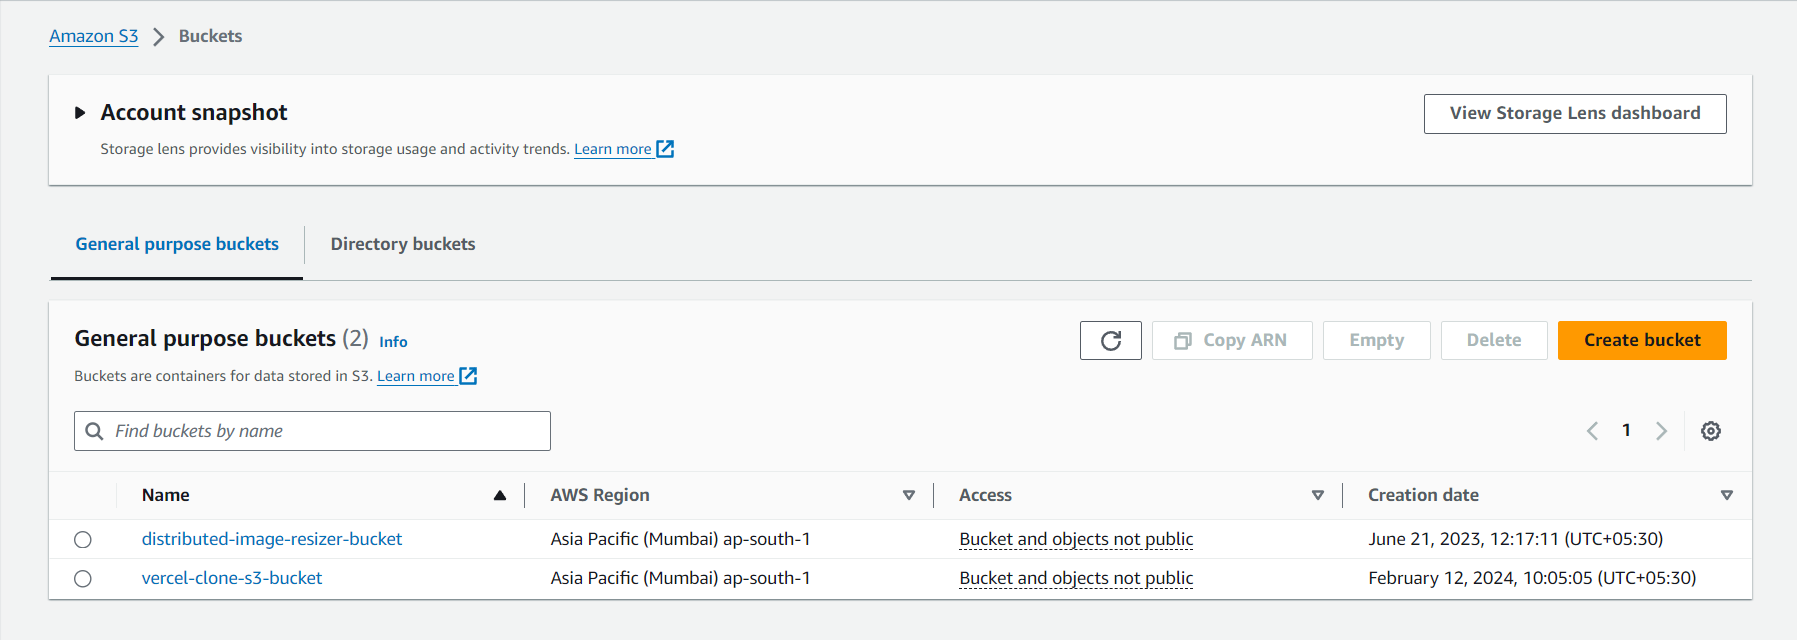 Amazon S3 > Buckets
Account snapshot
View Storage Lens dashboard
Storage lens provides visibility into storage usage and activity trends. Learn more
General purpose buckets
Directory buckets
General purpose buckets (2) Info
Copy ARN
Empty
Delete
Create bucket
Buckets are containers for data stored in S3. Learn more
Find buckets by name
1
Name AWS Region Access Creation date
distributed-image-resizer-bucket Asia Pacific (Mumbai) ap-south-1 Bucket and objects not public June 21, 2023, 12:17:11 (UTC+05:30)
vercel-clone-s3-bucket Asia Pacific (Mumbai) ap-south-1 Bucket and objects not public February 12, 2024, 10:05:05 (UTC+05:30)